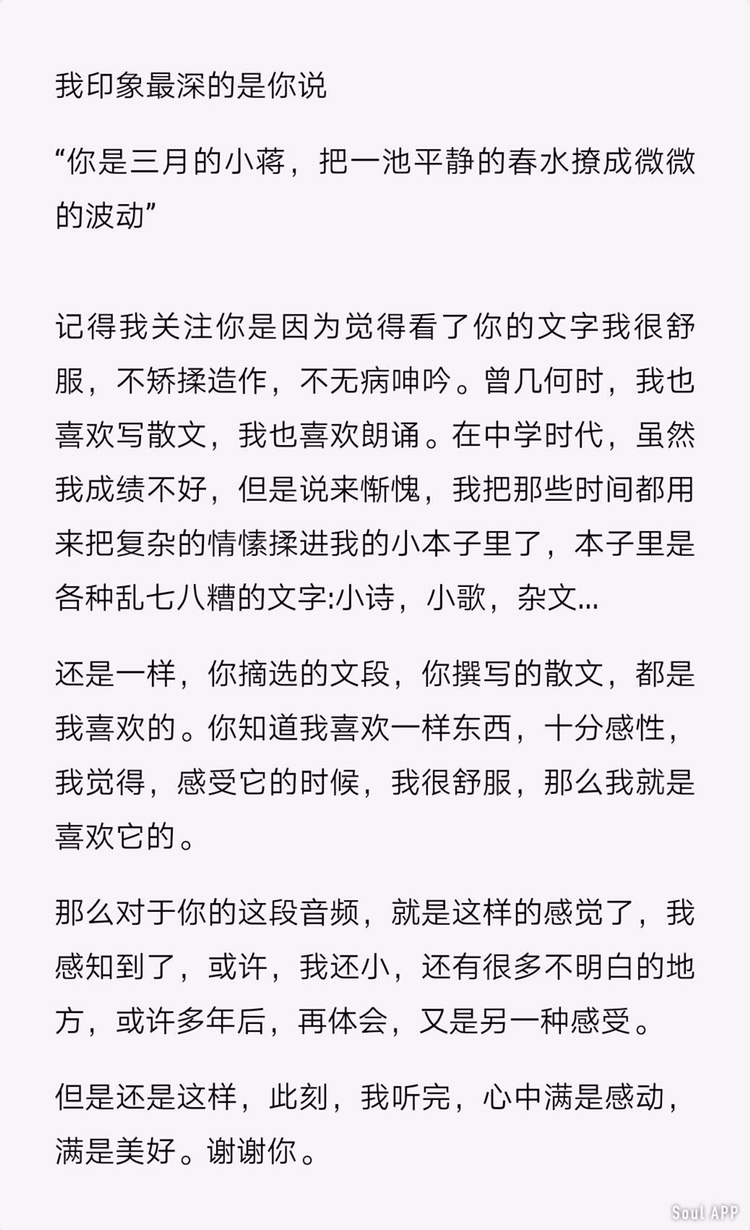 我印象最深的是你说
“你是三月的小蒋，把一池平静的春水撩成微微
的波动”
记得我关注你是因为觉得看了你的文字我很舒
服，不矫揉造作，不无病呻吟。曾几何时，我也
喜欢写散文，我也喜欢朗诵。在中学时代，虽然
我成绩不好，但是说来惭愧，我把那些时间都用
来把复杂的情愫揉进我的小本子里了，本子里是
各种乱七八糟的文字:小诗，小歌，杂文...
还是一样，你摘选的文段，你撰写的散文，都是
我喜欢的。你知道我喜欢一样东西，十分感性，
我觉得，感受它的时候，我很舒服，那么我就是
喜欢它的。
那么对于你的这段音频，就是这样的感觉了，我
感知到了，或许，我还小，还有很多不明白的地
方，或许多年后，再体会，又是另一种感受。
但是还是这样，此刻，我听完，心中满是感动，
满是美好。谢谢你。
Soul APP